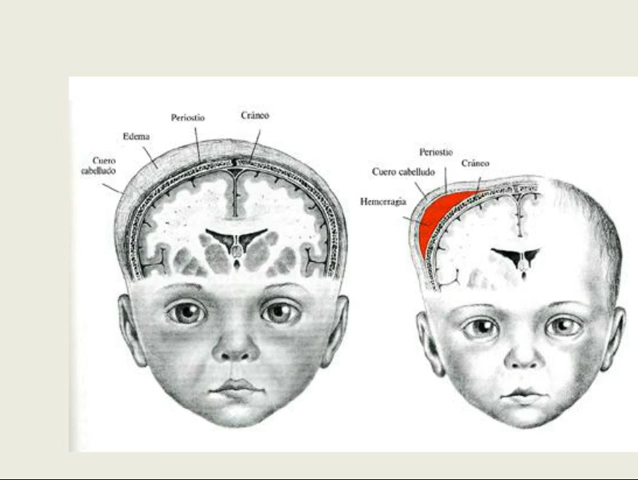 Cráneo
Periostio
Edema
Cuero
cabelludo
Periostio
Cráneo
Cuero cabelludo
Hemorragia